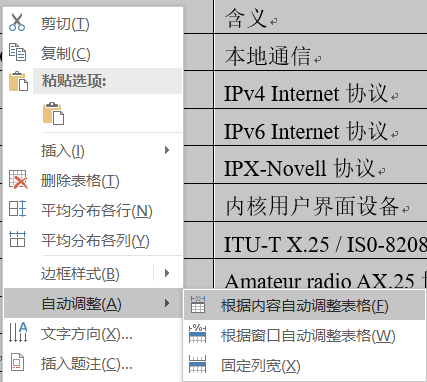 剪切(T)
复制(C)
粘贴选项:
插入(I)
删除表格(T)
平均分布各行(N)
平均分布各列(Y)
边框样式(B)
自动调整(A)
文字方向(X)...
插入题注(C)...
根据内容自动调整表格(F)
根据窗口自动调整表格(W)
固定列宽(X)
含义
本地通信
IPv4 Internet 协议
IPv6 Internet 协议
IPX-Novell 协议
内核用户界面设备
ITU-T X.25 / IS0-8208
Amateur radio AX.25